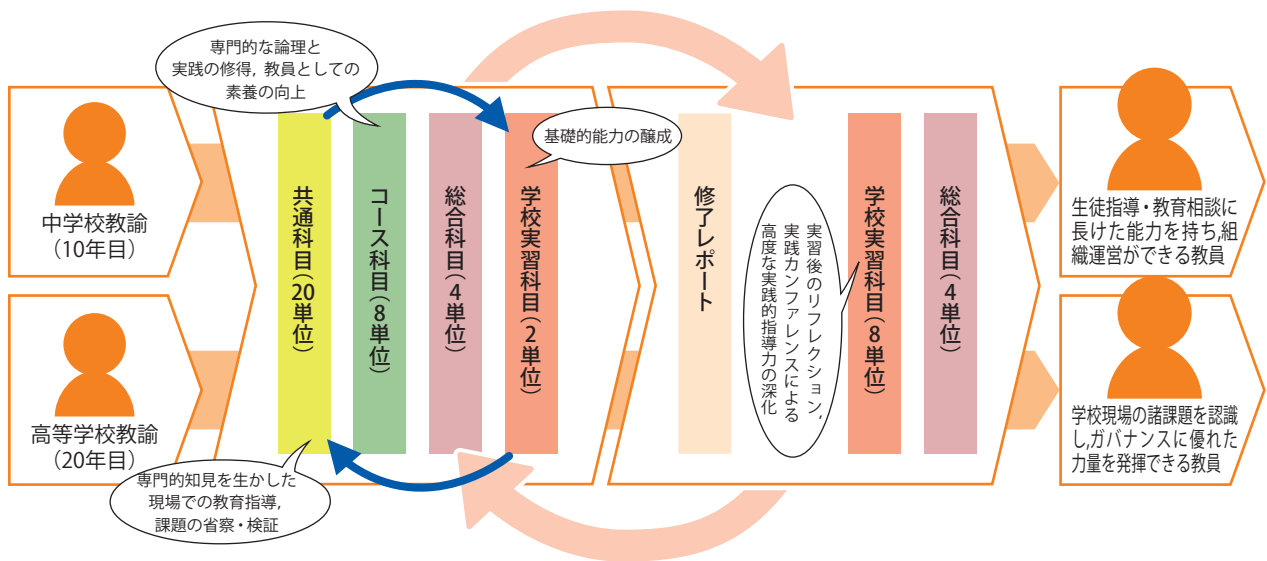 専門的な論理と
実践の修得, 教員としての
素養の向上
基礎的能力の醸成
中学校教諭
（10年目）
高等学校教諭
（20年目）
共通科目（20単位）
コース科目（8単位）
総合科目（4単位）
学校実習科目（2単位）
専門的知見を生かした
現場での教育指導,
課題の省察・検証
修了レポート
実習後のリフレクション,
実践カンファレンスによる
高度な実践的指導力の深化
学校実習科目（8単位）
総合科目（4単位）
生徒指導・教育相談に
長けた能力を持ち,組
織運営ができる教員
学校現場の諸課題を認識
し,ガバナンスに優れた
力量を発揮できる教員